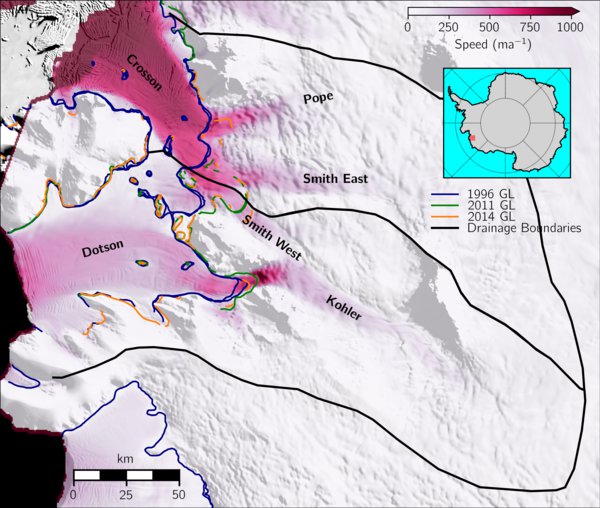 0 250 500 750 1000
Speed (ma⁻¹)
Crosson
Pope
Smith East
1996 GL
2011 GL
2014 GL
Drainage Boundaries
Smith West
Dotson
Kohler
km
0 25 50